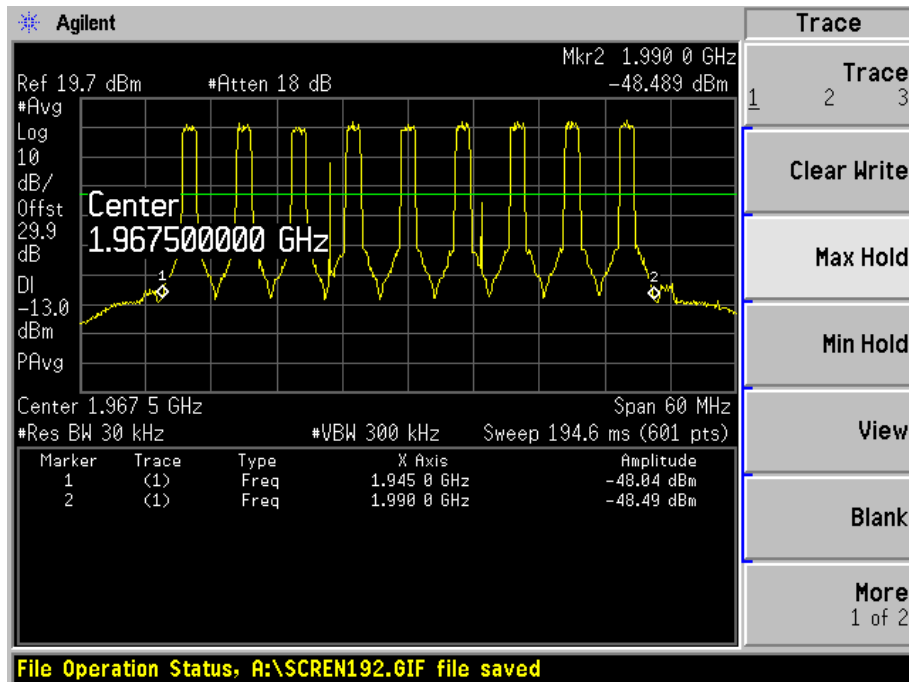 Agilent
Trace
Mkr2 1.990 0 GHz
Ref 19.7 dBm #Atten 18 dB -48.489 dBm
#Avg
Log
10
dB/
Offst
29.9
dB
DI
-13.0
dBm
PAvg
Center
1.967500000 GHz
1
2
Center 1.967 5 GHz Span 60 MHz
#Res BW 30 kHz #VBW 300 kHz Sweep 194.6 ms (601 pts)
Marker Trace Type X Axis Amplitude
1 (1) Freq 1.945 0 GHz -48.04 dBm
2 (1) Freq 1.990 0 GHz -48.49 dBm
Trace
1 2 3
Clear Write
Max Hold
Min Hold
View
Blank
More
1 of 2
File Operation Status, A:\SCREN192.GIF file saved